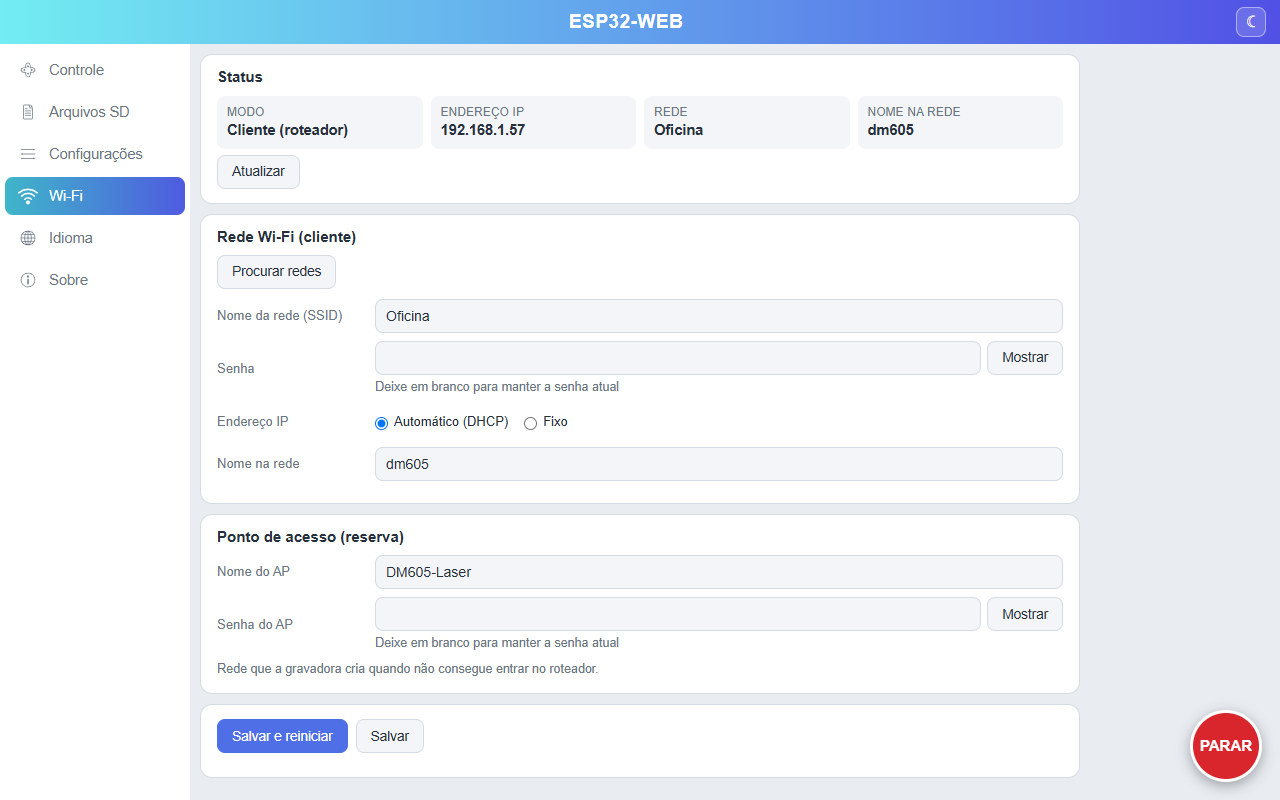 ESP32-WEB
Controle
Arquivos SD
Configurações
Wi-Fi
Idioma
Sobre
Status
MODO
Cliente (roteador)
ENDEREÇO IP
192.168.1.57
REDE
Oficina
NOME NA REDE
dm605
Atualizar
Rede Wi-Fi (cliente)
Procurar redes
Nome da rede (SSID)
Oficina
Senha
Mostrar
Deixe em branco para manter a senha atual
Endereço IP
Automático (DHCP)
Fixo
Nome na rede
dm605
Ponto de acesso (reserva)
Nome do AP
DM605-Laser
Senha do AP
Mostrar
Deixe em branco para manter a senha atual
Rede que a gravadora cria quando não consegue entrar no roteador.
Salvar e reiniciar
Salvar
PARAR